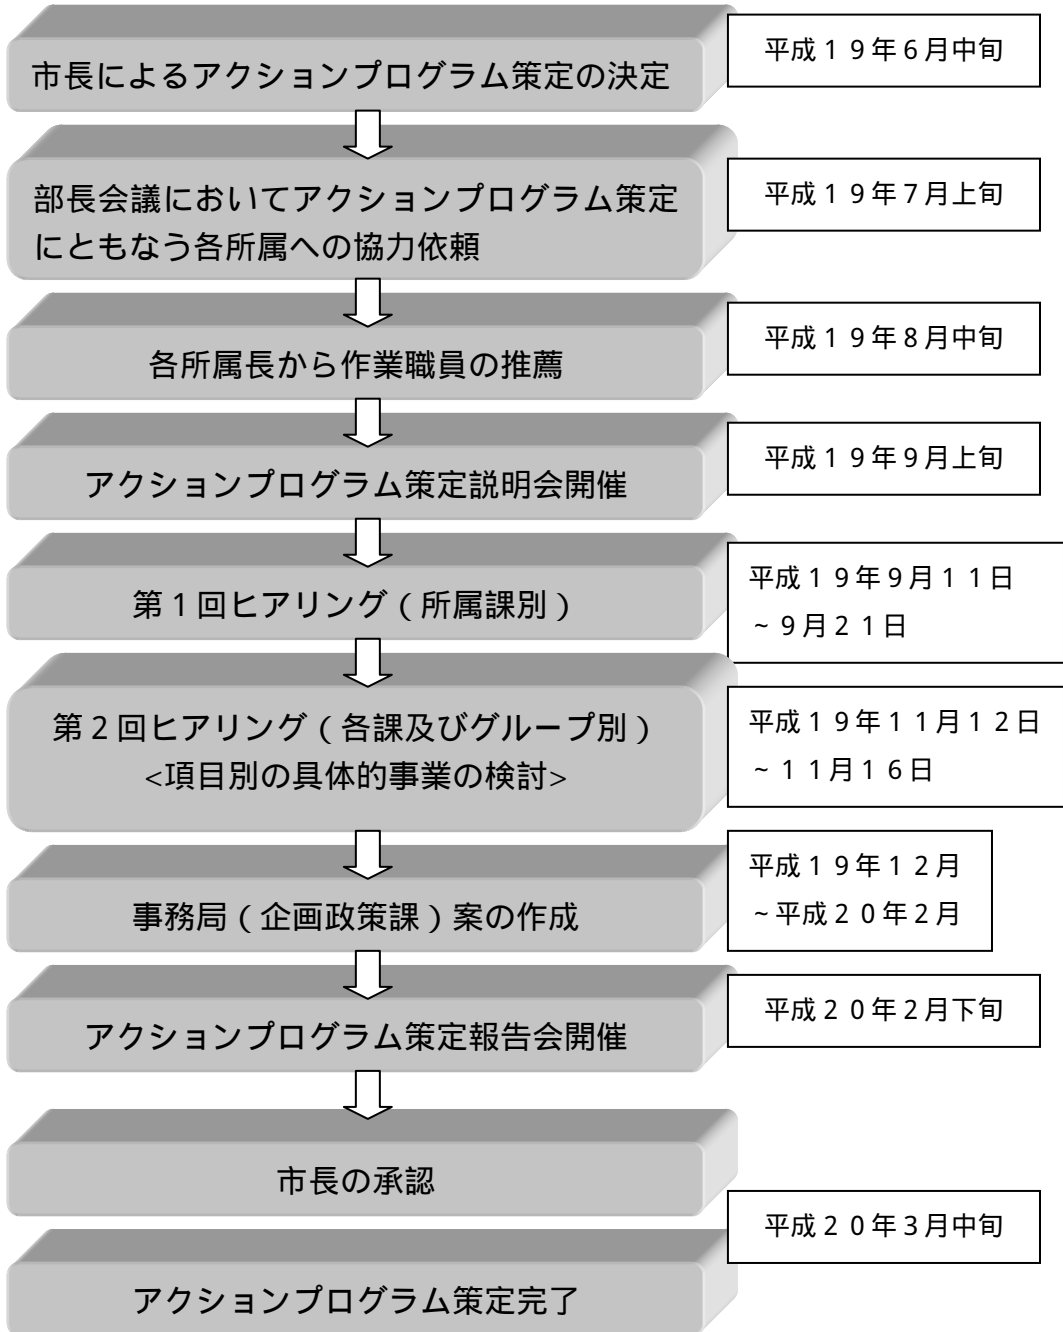 市長によるアクションプログラム策定の決定
平成１９年６月中旬
部長会議においてアクションプログラム策定
にともなう各所属への協力依頼
平成１９年７月上旬
各所属長から作業職員の推薦
平成１９年８月中旬
アクションプログラム策定説明会開催
平成１９年９月上旬
第１回ヒアリング（所属課別）
平成１９年９月１１日
~９月２１日
第２回ヒアリング（各課及びグループ別）
<項目別の具体的事業の検討>
平成１９年１１月１２日
~１１月１６日
事務局（企画政策課）案の作成
平成１９年１２月
~平成２０年２月
アクションプログラム策定報告会開催
平成２０年２月下旬
市長の承認
平成２０年３月中旬
アクションプログラム策定完了